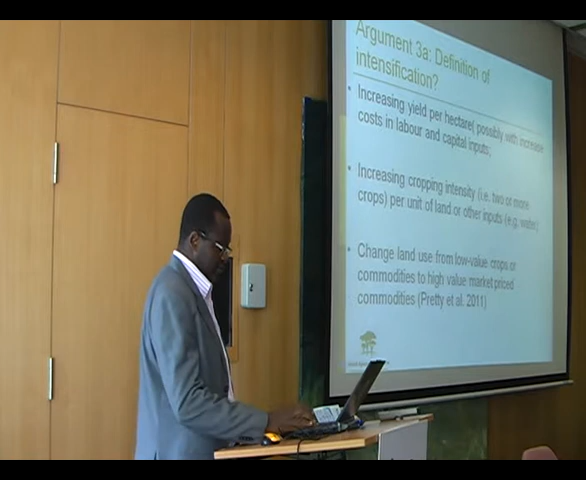 Argument 3a: Definition of
intensification?
• Increasing yield per hectare( possibly with increase
costs in labour and capital inputs;
• Increasing cropping intensity (i.e. two or more
crops) per unit of land or other inputs (e.g. water)
• Change land use from low-value crops or
commodities to high value market priced
commodities (Pretty et al. 2011)